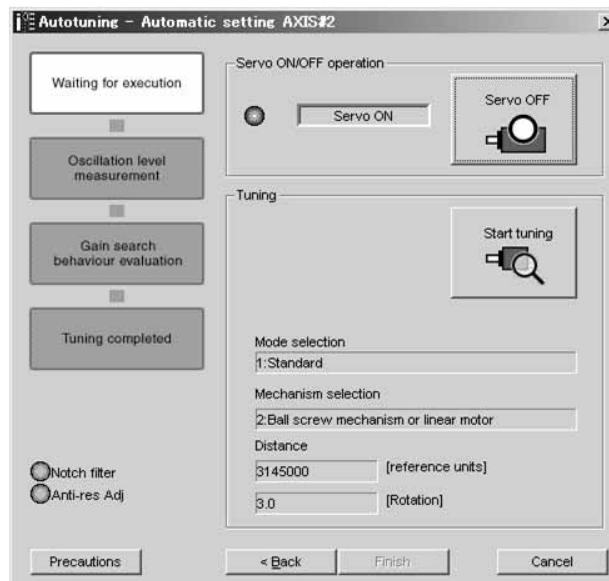 Autotuning - Automatic setting AXIS#2
Waiting for execution
Oscillation level
measurement
Gain search
behaviour evaluation
Tuning completed
Notch filter
Anti-res Adj
Servo ON/OFF operation
Servo ON
Servo OFF
Tuning
Start tuning
Mode selection
1:Standard
Mechanism selection
2:Ball screw mechanism or linear motor
Distance
3145000 [reference units]
3.0 [Rotation]
Precautions
< Back
Finish
Cancel